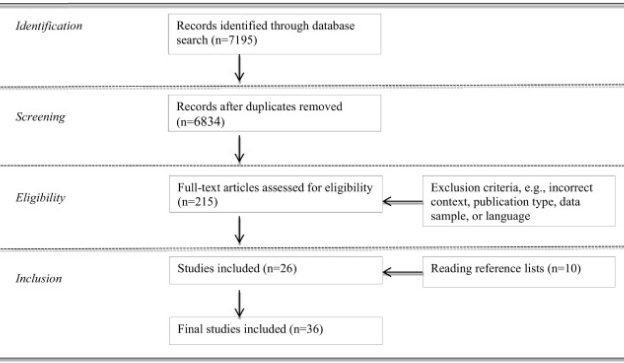 Identification
Records identified through database
search (n=7195)
Screening
Records after duplicates removed
(n=6834)
Eligibility
Full-text articles assessed for eligibility
(n=215)
Exclusion criteria, e.g., incorrect
context, publication type, data
sample, or language
Inclusion
Studies included (n=26)
Reading reference lists (n=10)
Final studies included (n=36)